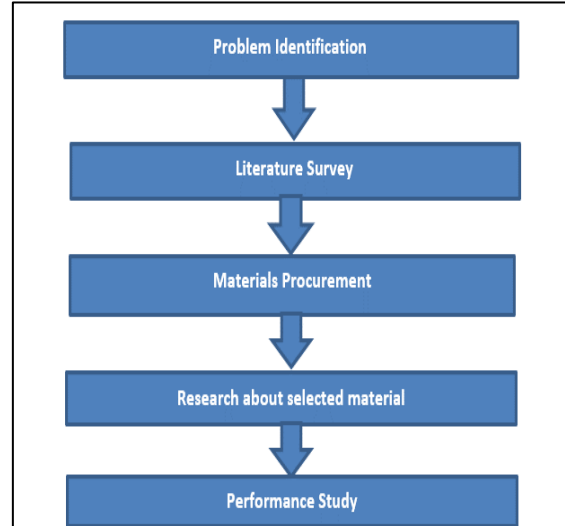 Problem Identification
Literature Survey
Materials Procurement
Research about selected material
Performance Study